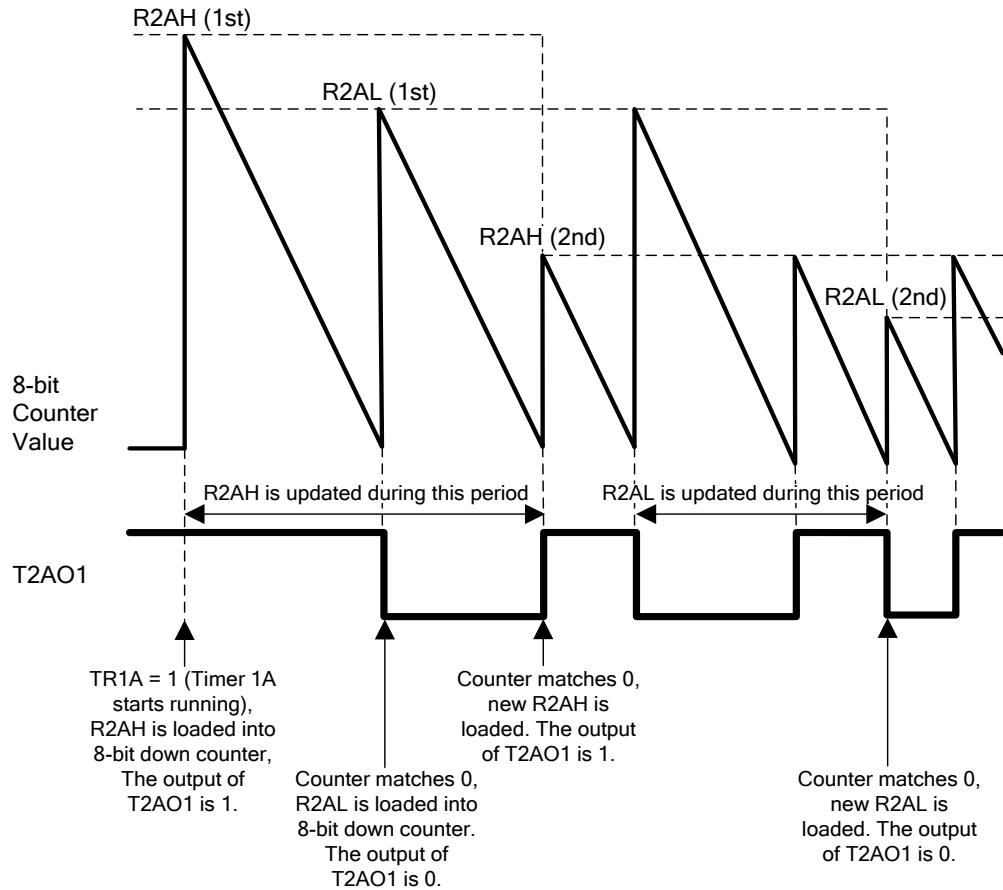 R2AH (1st)
R2AL (1st)
R2AH (2nd)
R2AL (2nd)
8-bit
Counter
Value
R2AH is updated during this period
R2AL is updated during this period
T2AO1
TR1A = 1 (Timer 1A
starts running),
R2AH is loaded into
8-bit down counter,
The output of
T2AO1 is 1.
Counter matches 0,
R2AL is loaded into
8-bit down counter.
The output of
T2AO1 is 0.
Counter matches 0,
new R2AH is
loaded. The output
of T2AO1 is 1.
Counter matches 0,
new R2AL is
loaded. The output
of T2AO1 is 0.